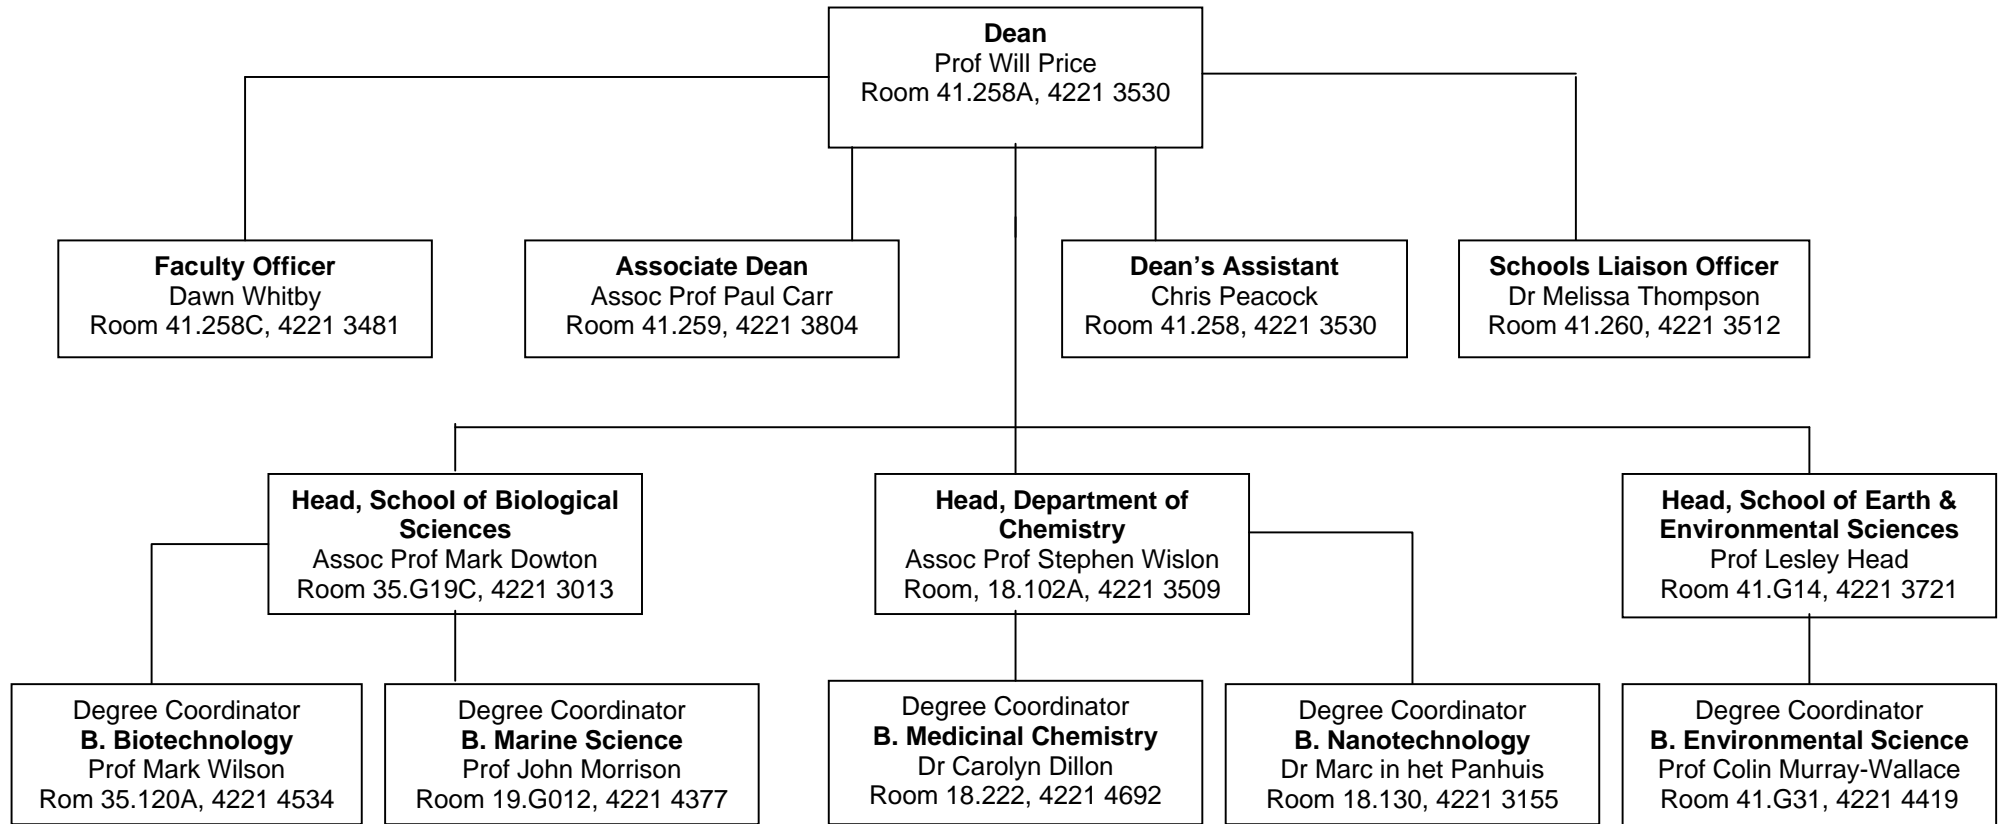 Dean
Prof Will Price
Room 41.258A, 4221 3530
Faculty Officer
Dawn Whitby
Room 41.258C, 4221 3481
Associate Dean
Assoc Prof Paul Carr
Room 41.259, 4221 3804
Dean’s Assistant
Chris Peacock
Room 41.258, 4221 3530
Schools Liaison Officer
Dr Melissa Thompson
Room 41.260, 4221 3512
Head, School of Biological
Sciences
Assoc Prof Mark Dowton
Room 35.G19C, 4221 3013
Head, Department of
Chemistry
Assoc Prof Stephen Wislon
Room, 18.102A, 4221 3509
Head, School of Earth &
Environmental Sciences
Prof Lesley Head
Room 41.G14, 4221 3721
Degree Coordinator
B. Biotechnology
Prof Mark Wilson
Rom 35.120A, 4221 4534
Degree Coordinator
B. Marine Science
Prof John Morrison
Room 19.G012, 4221 4377
Degree Coordinator
B. Medicinal Chemistry
Dr Carolyn Dillon
Room 18.222, 4221 4692
Degree Coordinator
B. Nanotechnology
Dr Marc in het Panhuis
Room 18.130, 4221 3155
Degree Coordinator
B. Environmental Science
Prof Colin Murray-Wallace
Room 41.G31, 4221 4419